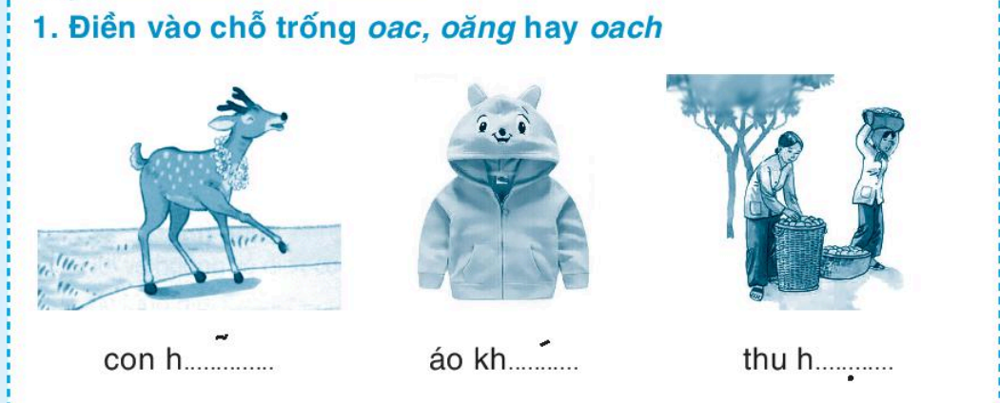 1. Điền vào chỗ trống oac, oăng hay oach
con h..̃............
áo kh......́.....
thu h......̣......